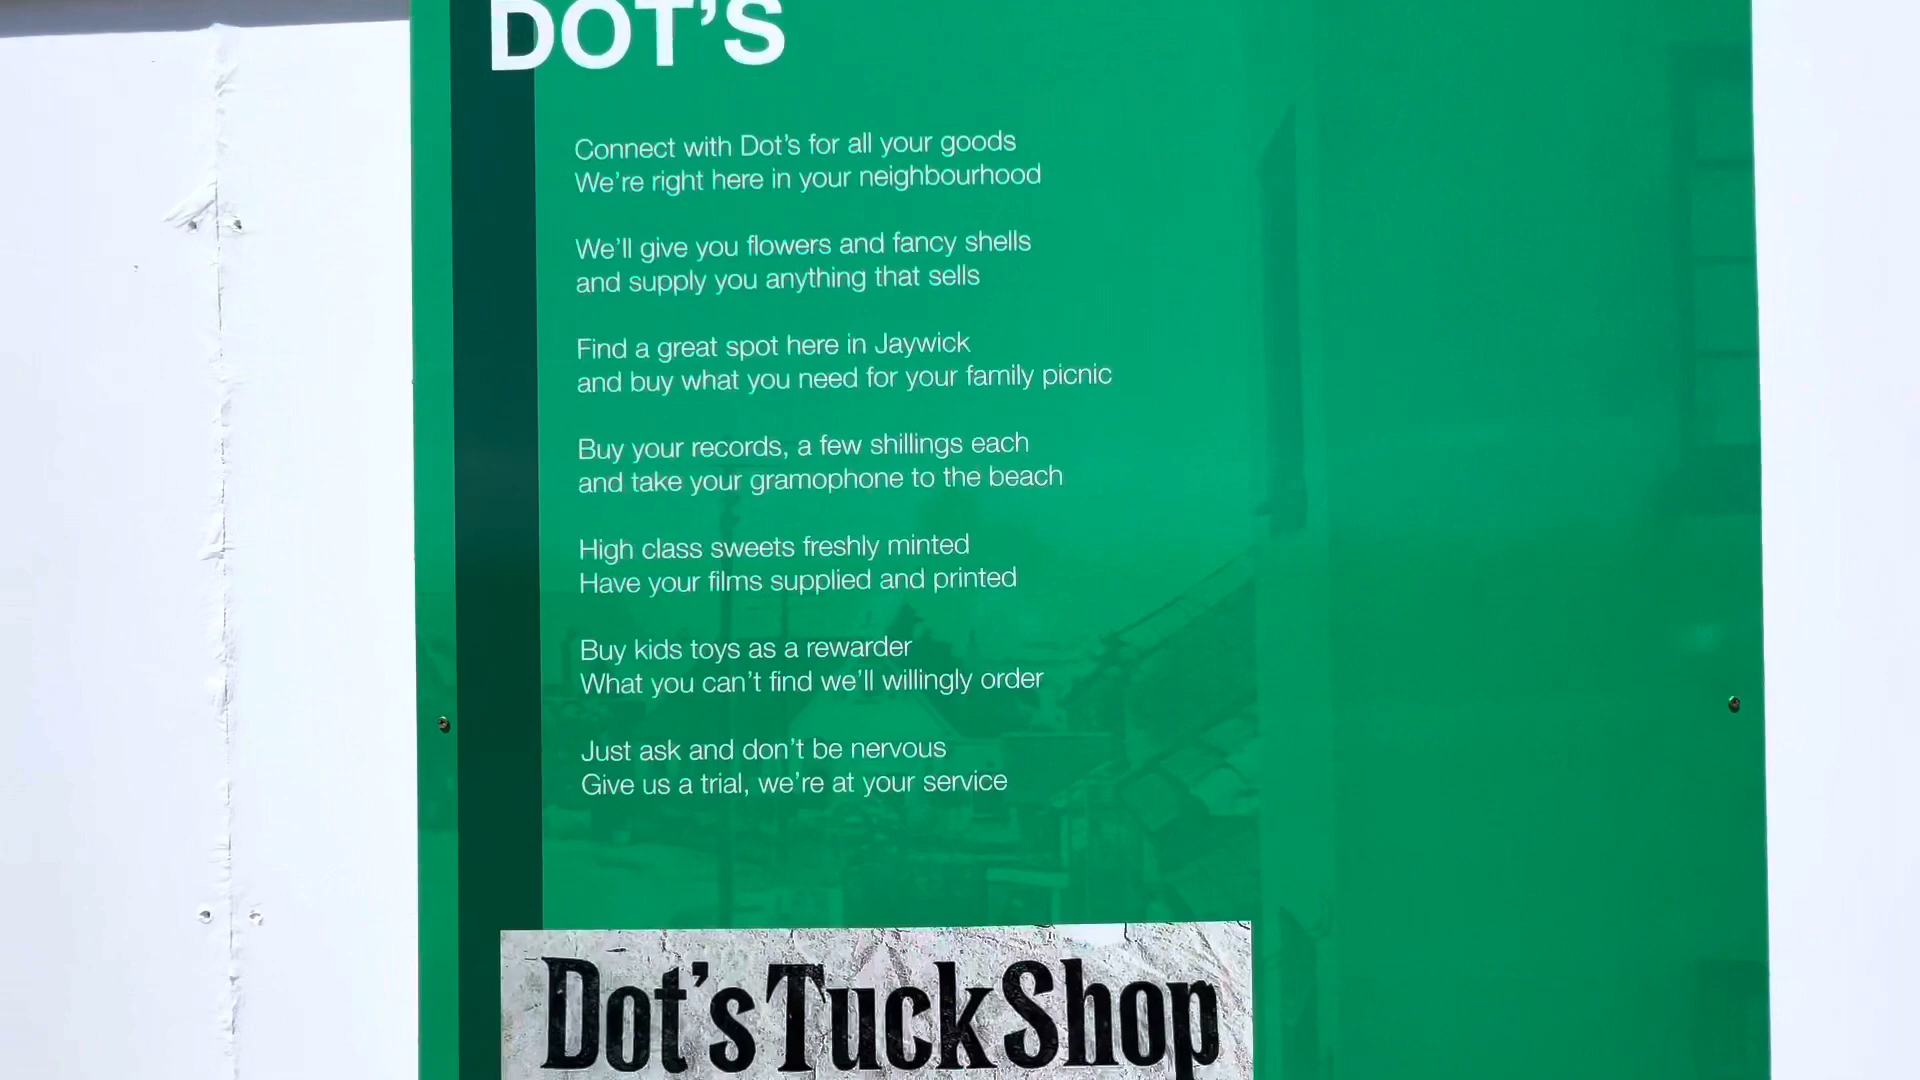 DOT'S
Connect with Dot's for all your goods
We're right here in your neighbourhood
We'll give you flowers and fancy shells
and supply you anything that sells
Find a great spot here in Jaywick
and buy what you need for your family picnic
Buy your records, a few shillings each
and take your gramophone to the beach
High class sweets freshly minted
Have your films supplied and printed
Buy kids toys as a rewarder
What you can't find we'll willingly order
Just ask and don't be nervous
Give us a trial, we're at your service
Dot's Tuck Shop